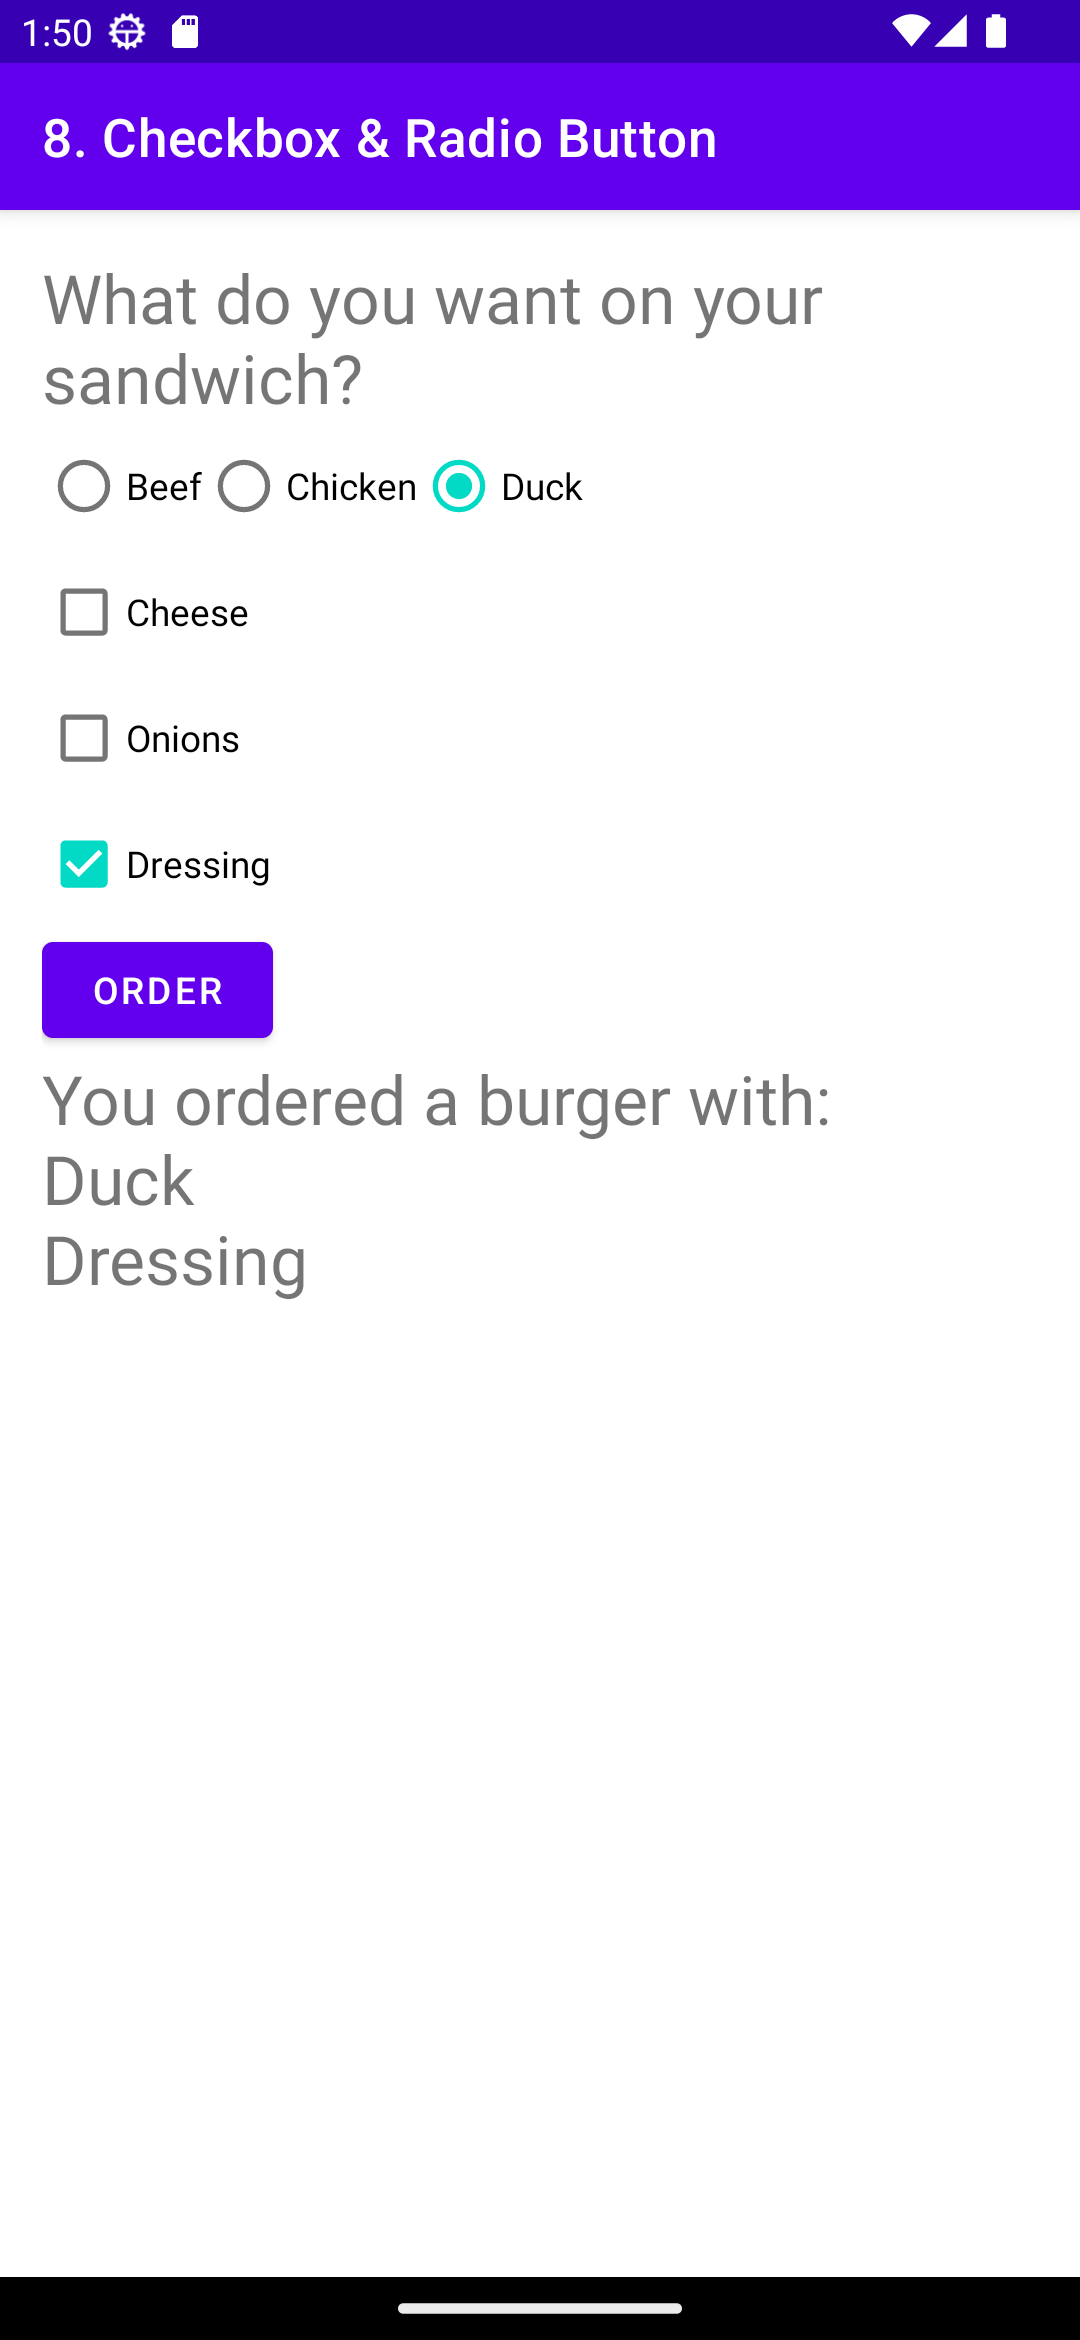 1:50
8. Checkbox & Radio Button
What do you want on your
sandwich?
Beef Chicken Duck
Cheese
Onions
Dressing
ORDER
You ordered a burger with:
Duck
Dressing